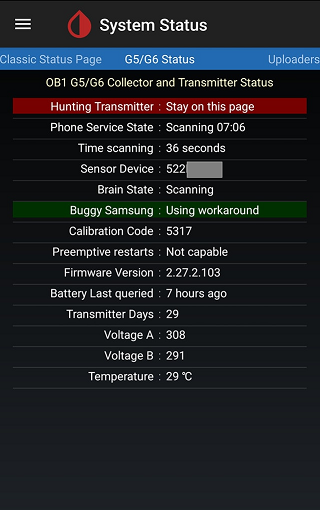 System Status
Classic Status Page G5/G6 Status Uploaders
OB1 G5/G6 Collector and Transmitter Status
Hunting Transmitter : Stay on this page
Phone Service State : Scanning 07:06
Time scanning : 36 seconds
Sensor Device : 522
Brain State : Scanning
Buggy Samsung : Using workaround
Calibration Code : 5317
Preemptive restarts : Not capable
Firmware Version : 2.27.2.103
Battery Last queried : 7 hours ago
Transmitter Days : 29
Voltage A : 308
Voltage B : 291
Temperature : 29 ℃